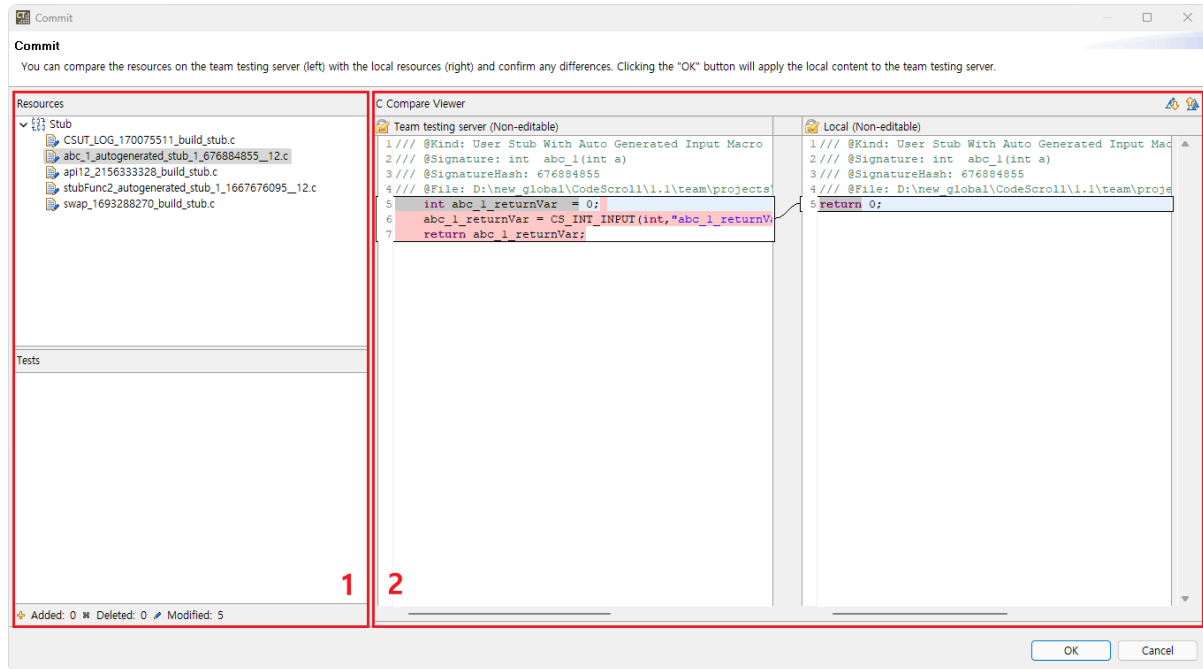 Commit
Commit
You can compare the resources on the team testing server (left) with the local resources (right) and confirm any differences. Clicking the "OK" button will apply the local content to the team testing server.
Resources
Stub
CSUT_LOG_170075511_build_stub.c
abc_1_autogenerated_stub_1_676884855__12.c
api12_2156333328_build_stub.c
stubFunc2_autogenerated_stub_1_1667676095__12.c
swap_1693288270_build_stub.c
Tests
1
Added: 0 Deleted: 0 Modified: 5
C Compare Viewer
Team testing server (Non-editable)
1 /// @Kind: User Stub With Auto Generated Input Macro
2 /// @Signature: int abc_1(int a)
3 /// @SignatureHash: 676884855
4 /// @File: D:\new_global\CodeScroll\1.1\team\projects\
5 int abc_1_returnVar = 0;
6 abc_1_returnVar = CS_INT_INPUT(int,"abc_1_returnVa
7 return abc_1_returnVar;
2
Local (Non-editable)
1 /// @Kind: User Stub With Auto Generated Input Mac
2 /// @Signature: int abc_1(int a)
3 /// @SignatureHash: 676884855
4 /// @File: D:\new_global\CodeScroll\1.1\team\proje
5 return 0;
OK Cancel